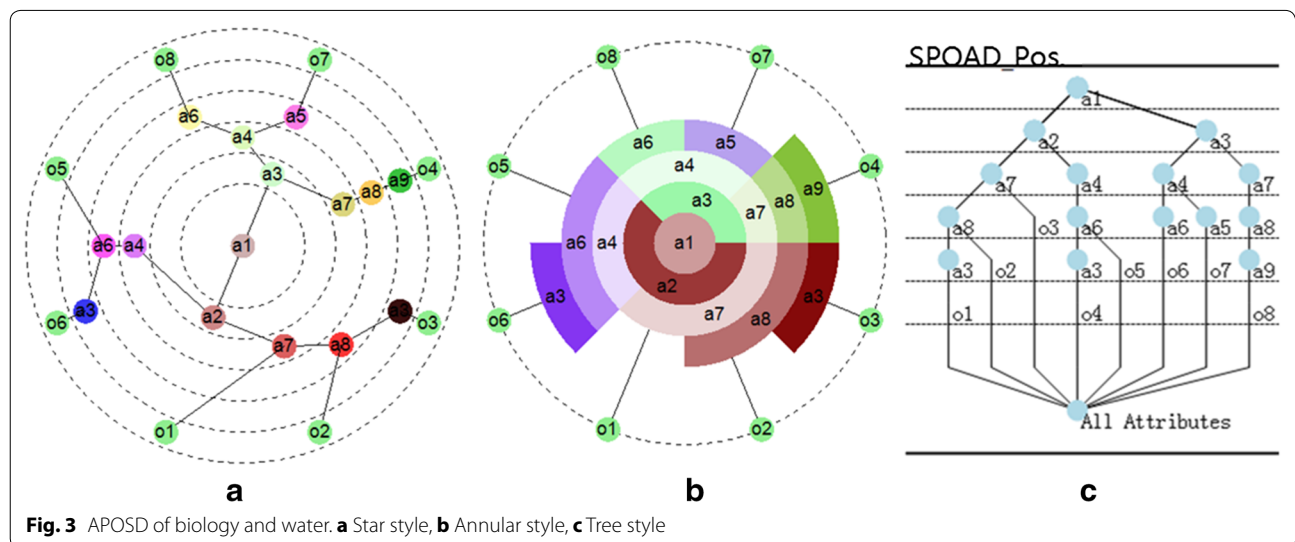 o8
o7
a6
a5
a4
o5
a3
a8
a9
o4
a7
a6
a4
a1
a3
o6
a2
a3
o3
a7
a8
o1
o2
a
o8
o7
a6
a5
o5
a4
o4
a9
a3
a8
a7
a6
a4
a1
a2
a3
a3
o6
a7
a8
o3
o1
o2
b
SPOAD_Pos
a1
a2
a3
a7
a4
a4
a7
a8
o3
a6
a6
a5
a8
a3
o2
a3
o5
o6
o7
a9
o1
o4
o8
All Attributes
c
Fig. 3 APOSD of biology and water. a Star style, b Annular style, c Tree style